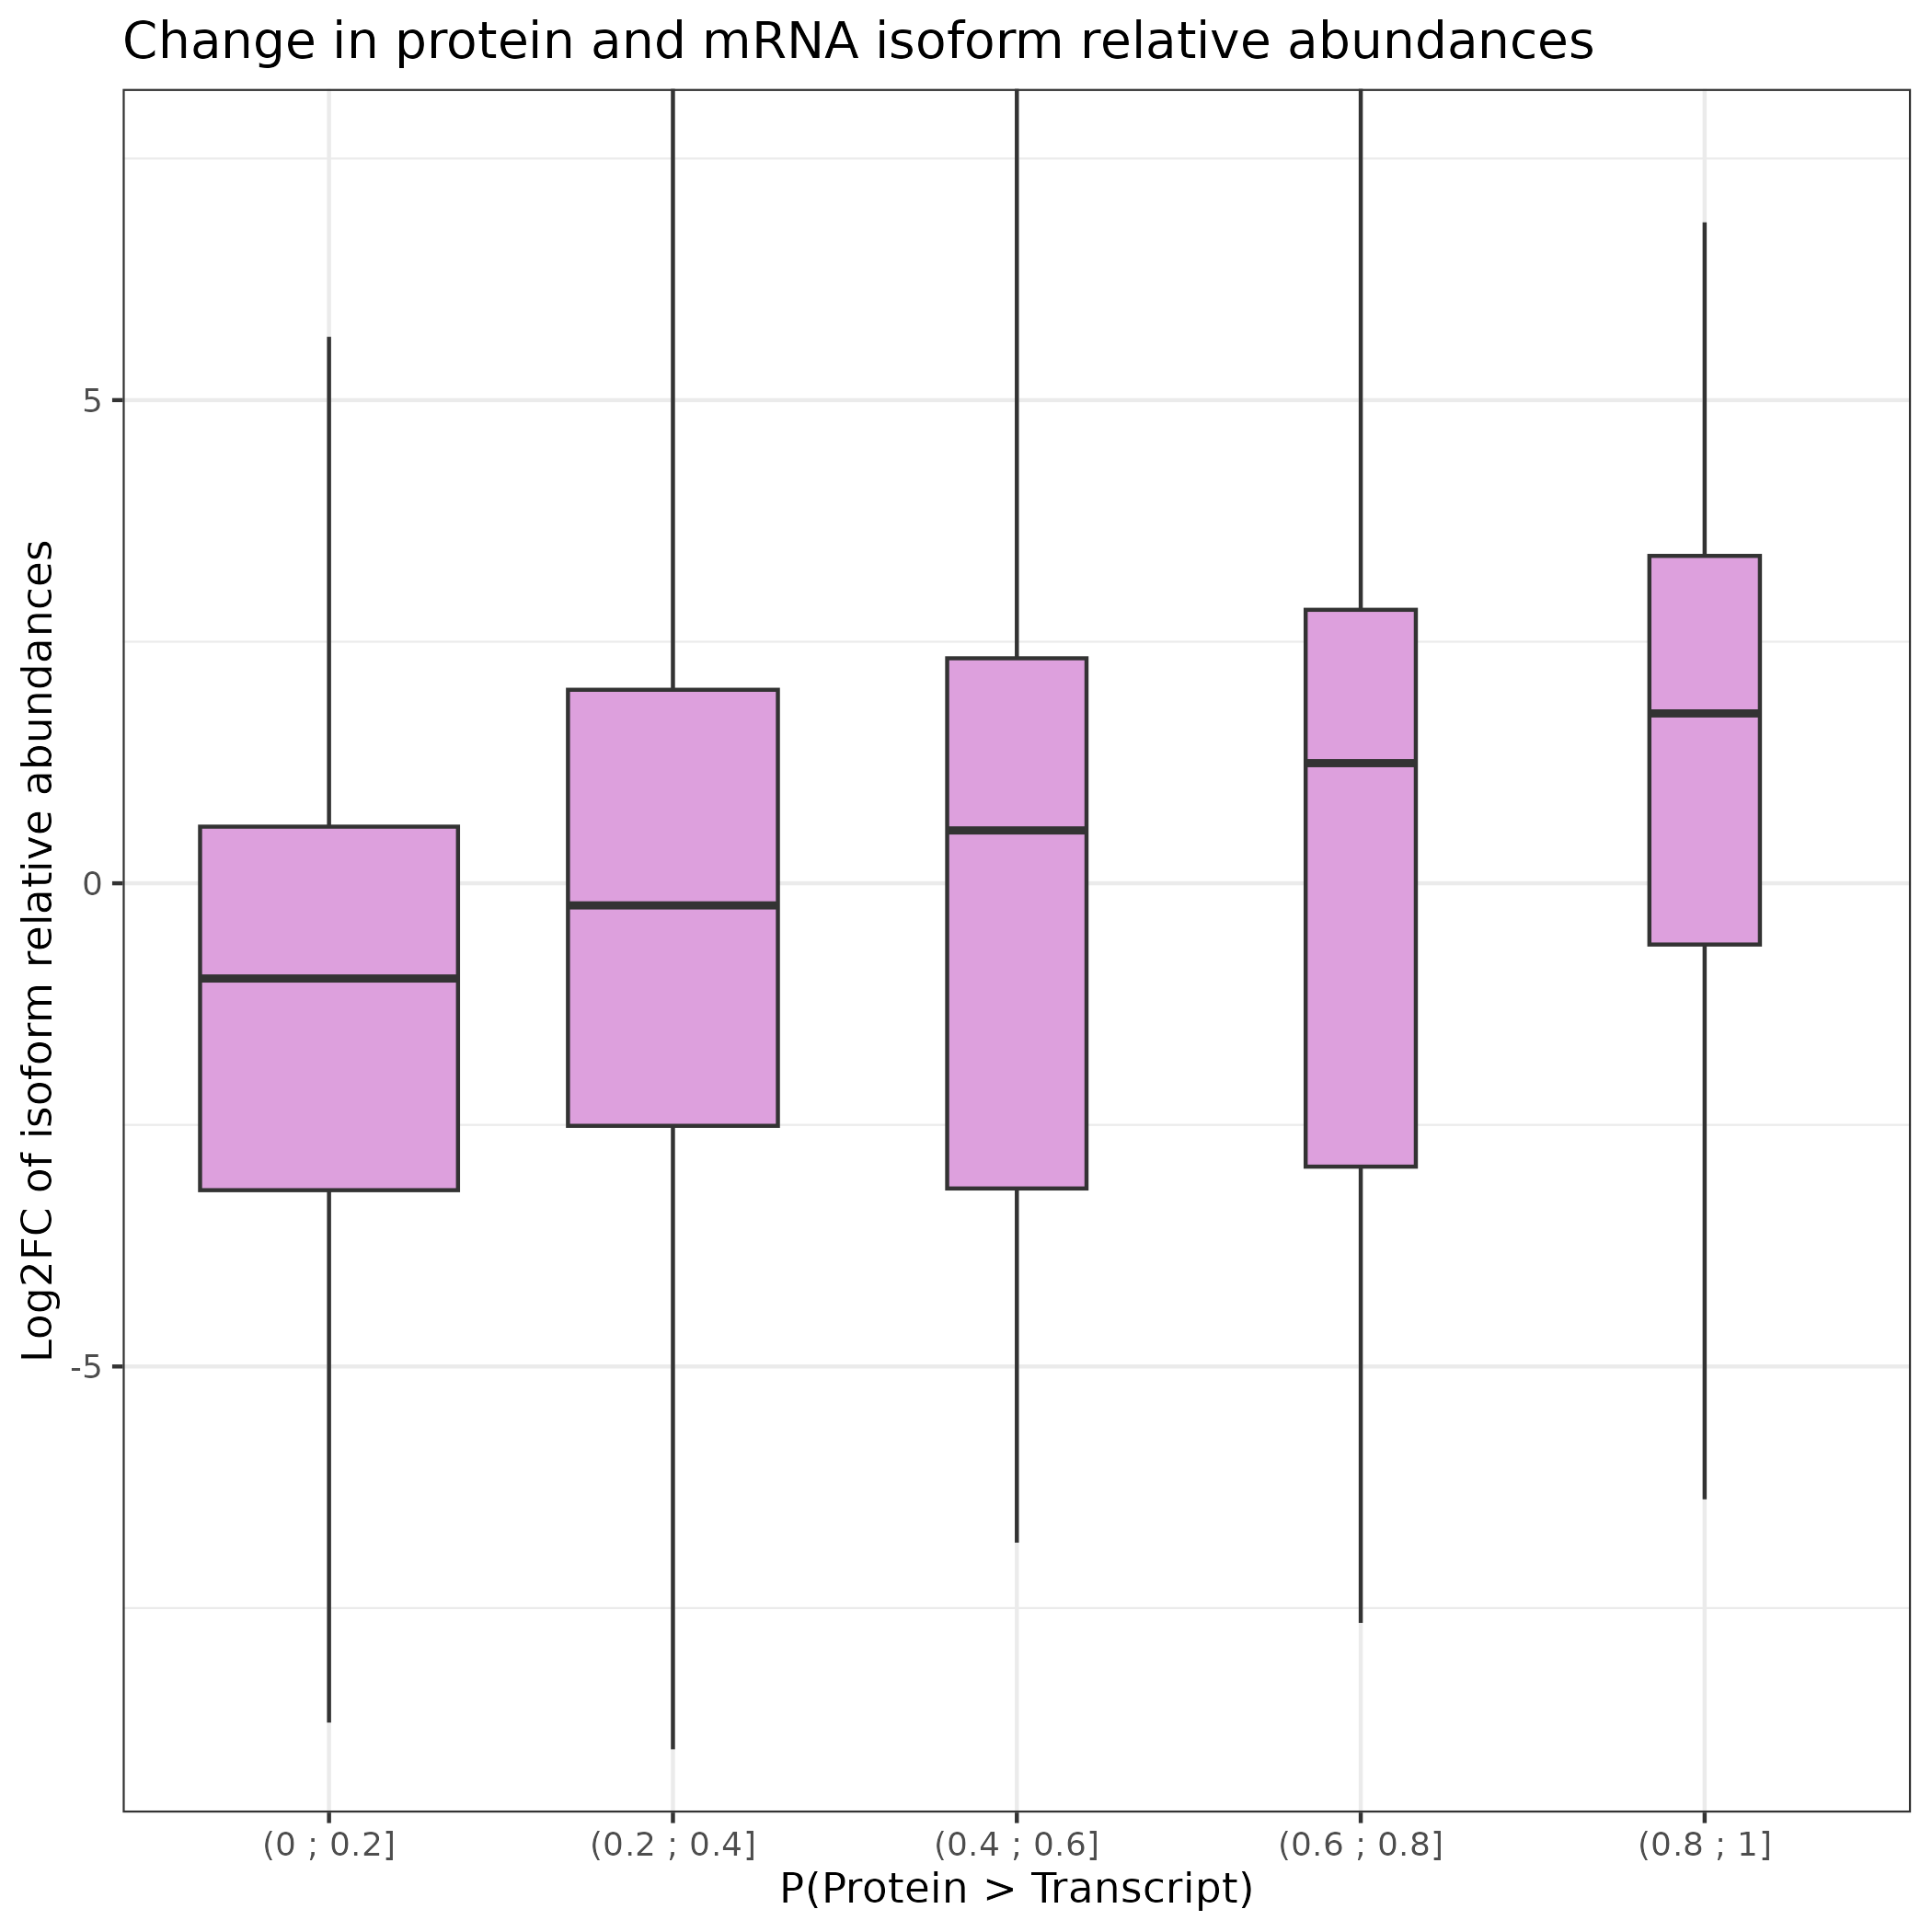 Change in protein and mRNA isoform relative abundances
Log2FC of isoform relative abundances
5
0
-5
(0 ; 0.2]
(0.2 ; 0.4]
(0.4 ; 0.6]
(0.6 ; 0.8]
(0.8 ; 1]
P(Protein > Transcript)